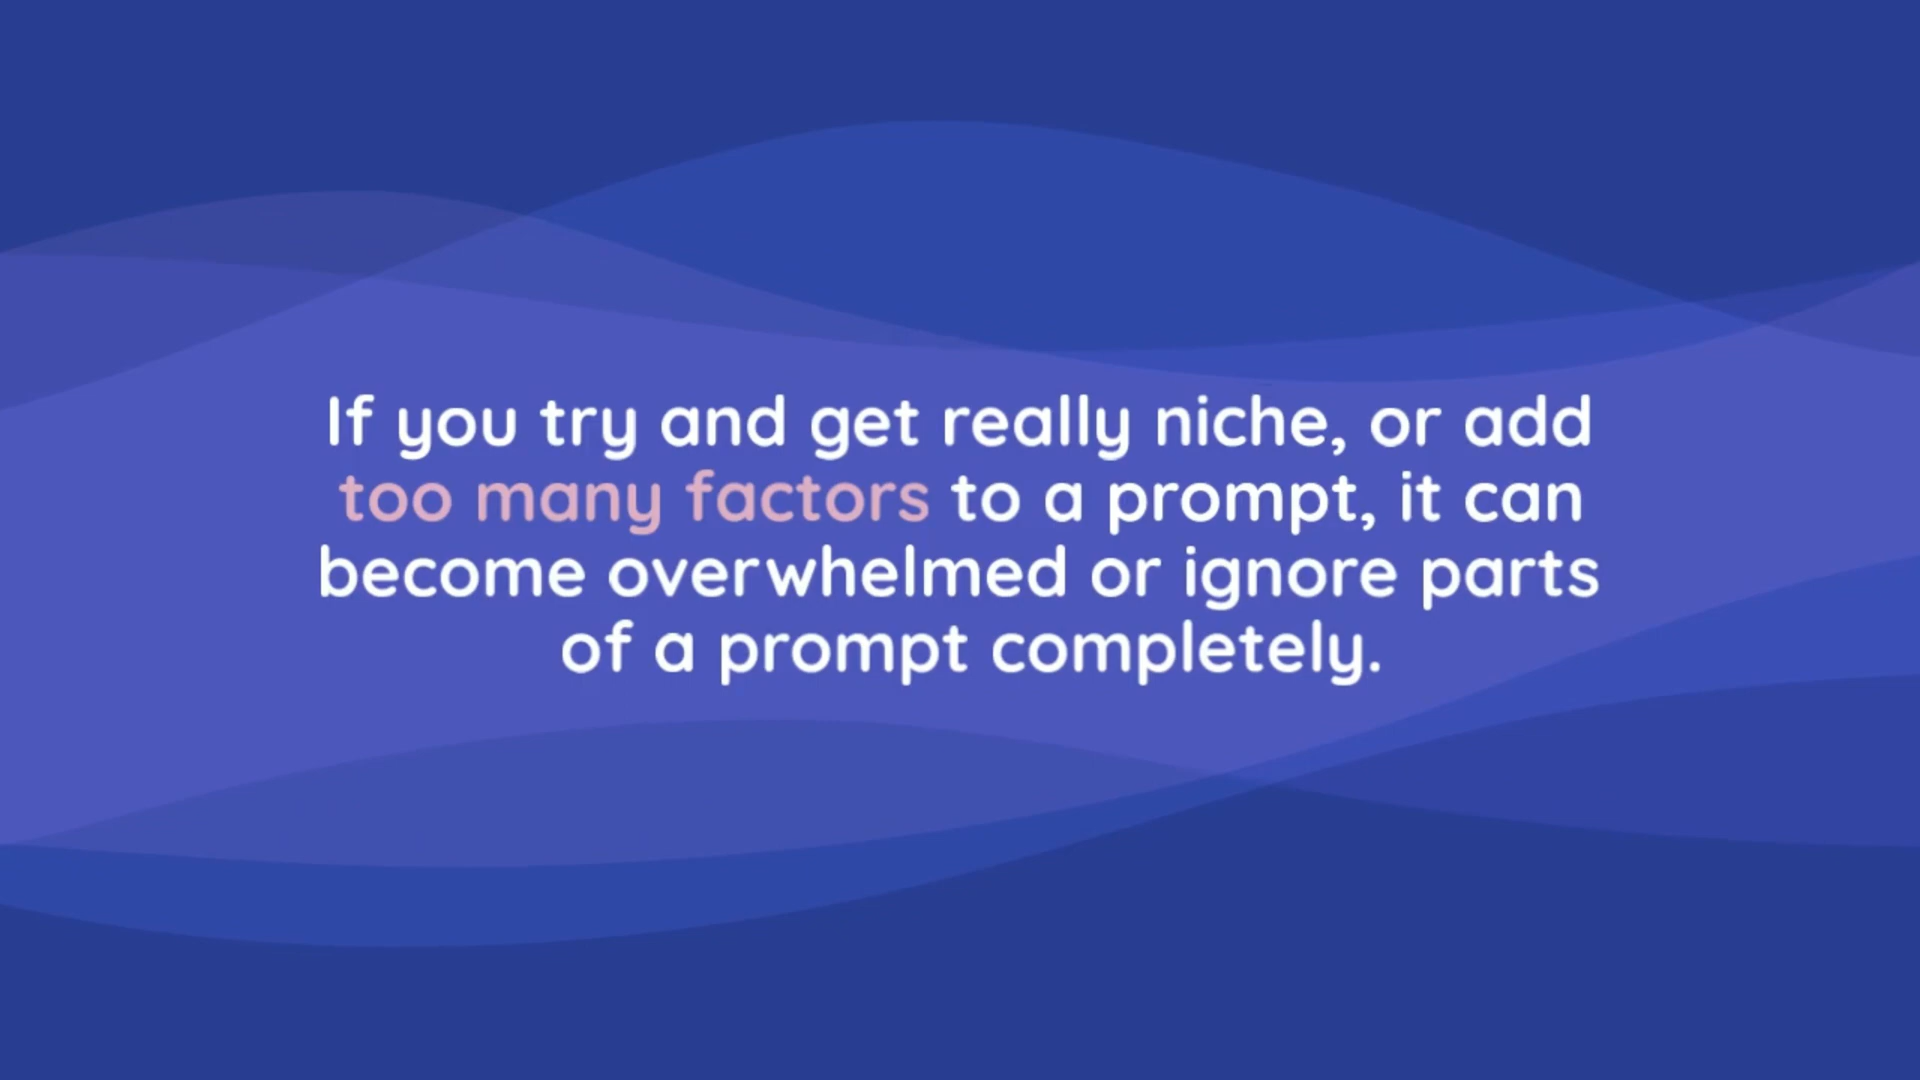 If you try and get really niche, or add
too many factors to a prompt, it can
become overwhelmed or ignore parts
of a prompt completely.